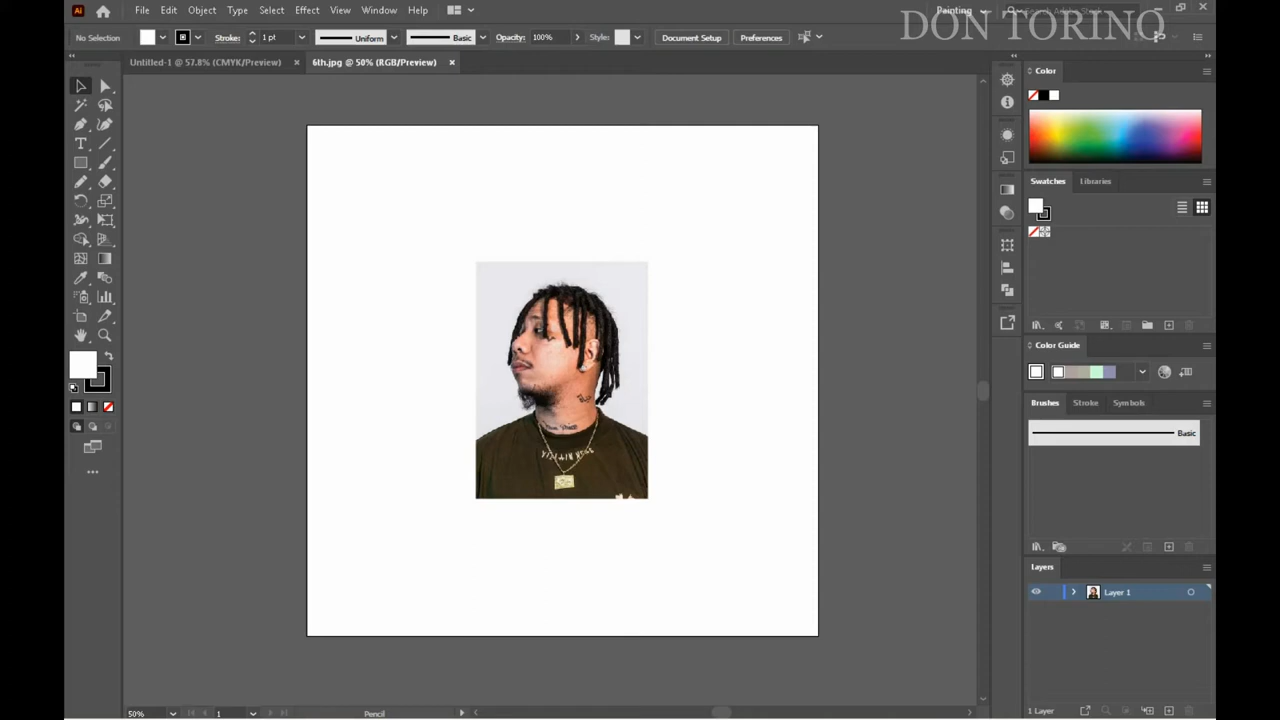 File Edit Object Type Select Effect View Window Help
Painting
DON TORINO
No Selection
Stroke:
1 pt
Uniform
Basic
Opacity:
100%
Style:
Document Setup
Preferences
Untitled-1 @ 57.8% (CMYK/Preview)
6th.jpg @ 50% (RGB/Preview)
Color
Swatches
Libraries
Color Guide
Brushes
Stroke
Symbols
Basic
Layers
Layer 1
1 Layer
50%
1
Pencil